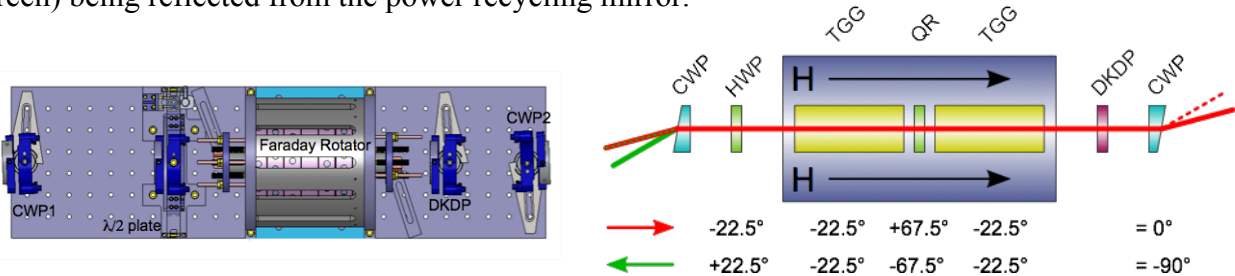 reen) being reflected from the power recycling mirror.
CWP1
λ/2 plate
Faraday Rotator
DKDP
CWP2
CWP
HWP
TGG
QR
TGG
DKDP
CWP
H
H
-22.5° -22.5° +67.5° -22.5° = 0°
+22.5° -22.5° -67.5° -22.5° = -90°